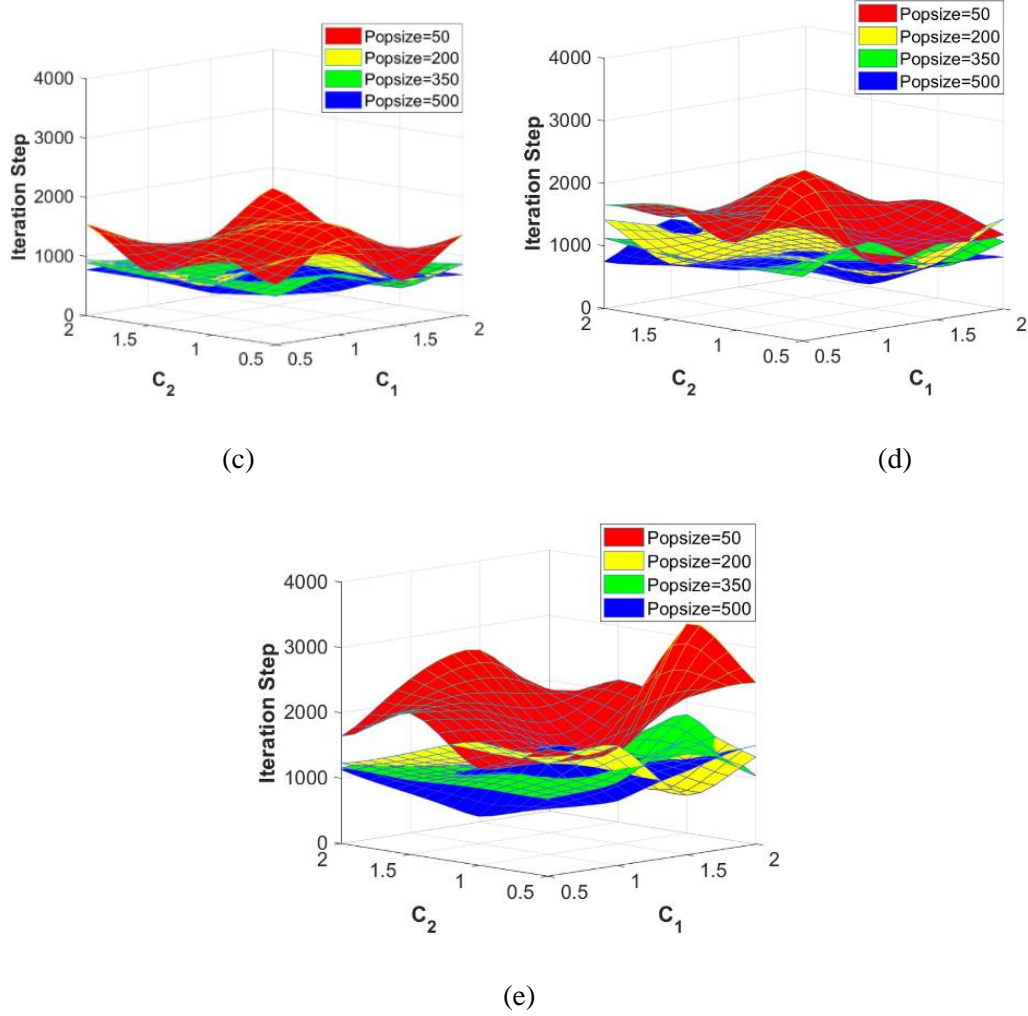 Popsize=50
Popsize=200
Popsize=350
Popsize=500
4000
3000
2000
1000
0
Iteration Step
2
1.5
1
0.5
C2
0.5
1
1.5
2
C1
(c)
Popsize=50
Popsize=200
Popsize=350
Popsize=500
4000
3000
2000
1000
0
Iteration Step
2
1.5
1
0.5
C2
0.5
1
1.5
2
C1
(d)
Popsize=50
Popsize=200
Popsize=350
Popsize=500
4000
3000
2000
1000
0
Iteration Step
2
1.5
1
0.5
C2
0.5
1
1.5
2
C1
(e)